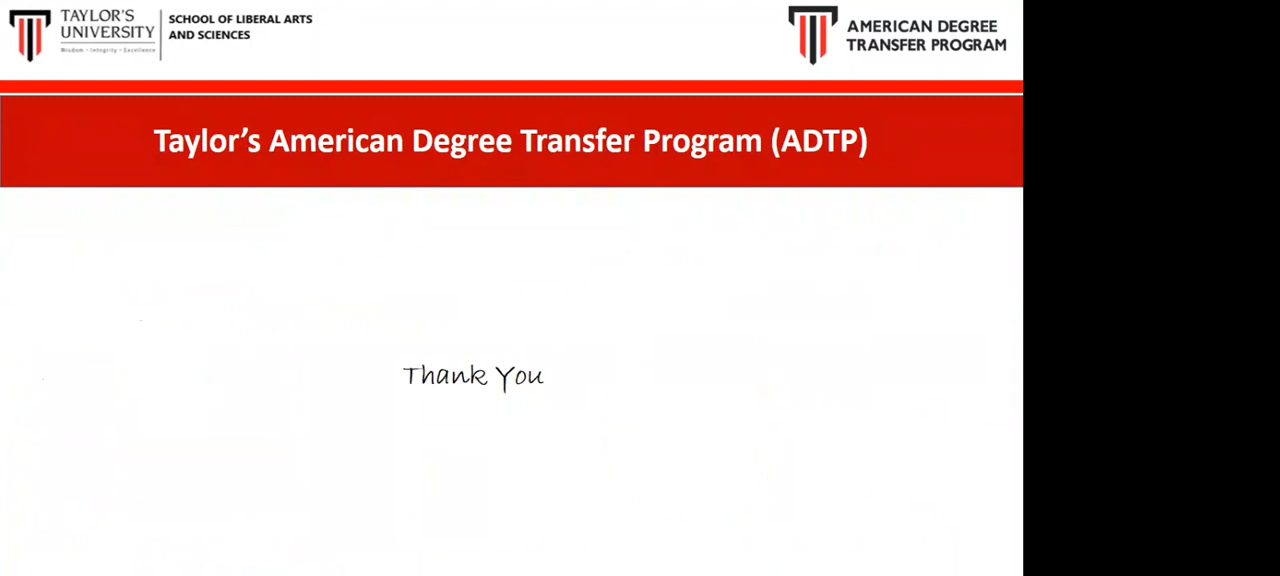 TAYLOR'S
UNIVERSITY
Wisdom • Integrity • Excellence
SCHOOL OF LIBERAL ARTS
AND SCIENCES
AMERICAN DEGREE
TRANSFER PROGRAM
Taylor's American Degree Transfer Program (ADTP)
Thank You